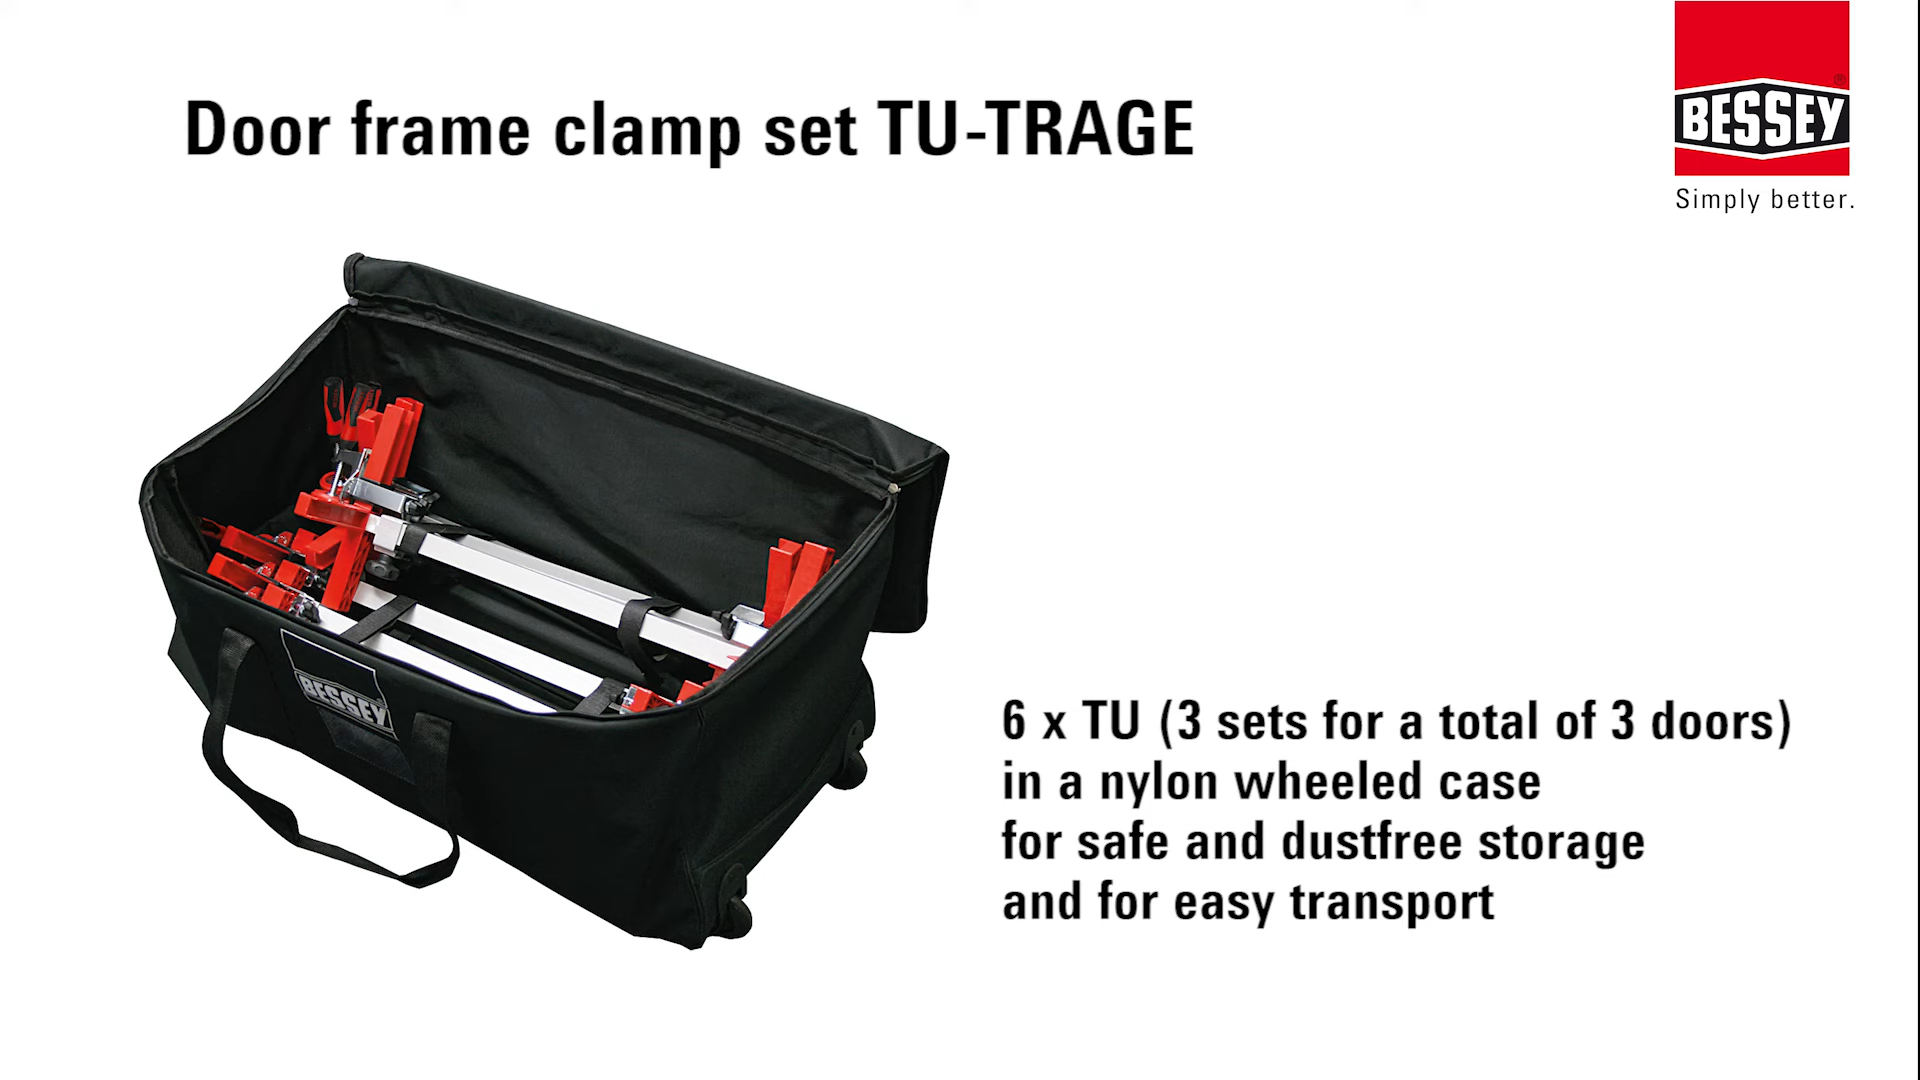 Door frame clamp set TU-TRAGE
BESSEY
®
Simply better.
BESSEY
6 x TU (3 sets for a total of 3 doors)
in a nylon wheeled case
for safe and dustfree storage
and for easy transport